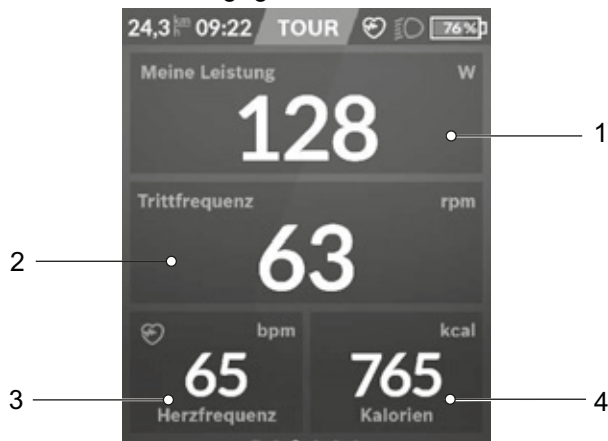 24,3 km/h 09:22 TOUR 76%
Meine Leistung W
128
1
Trittfrequenz rpm
63
2
bpm kcal
65 765
3 4
Herzfrequenz Kalorien